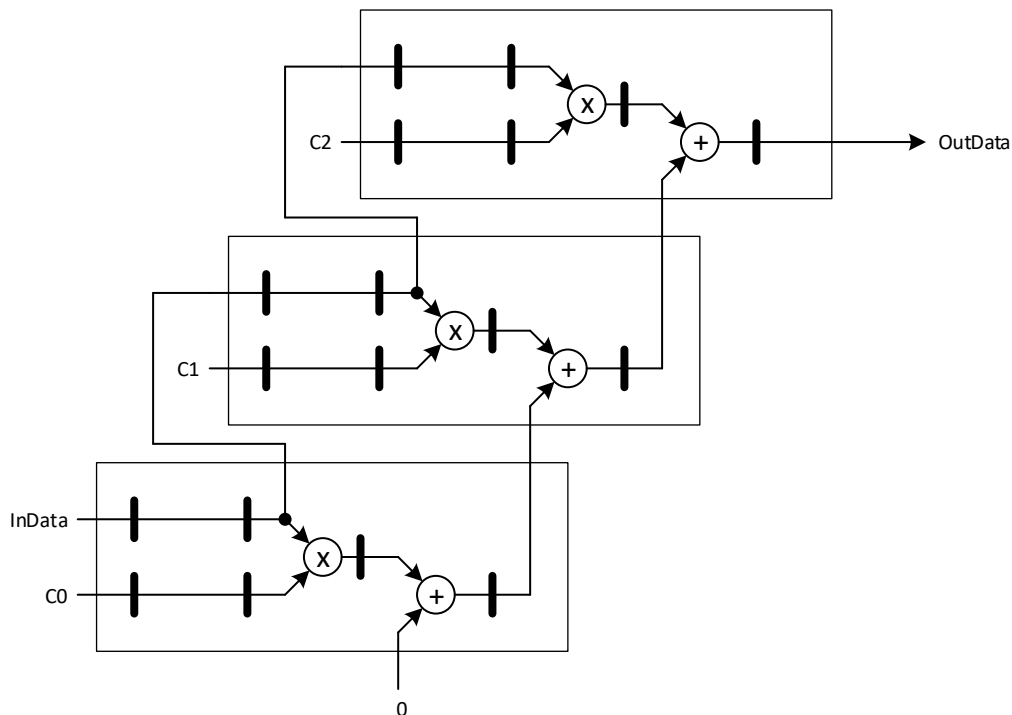 x
C2
+
OutData
x
C1
+
InData
x
C0
+
0